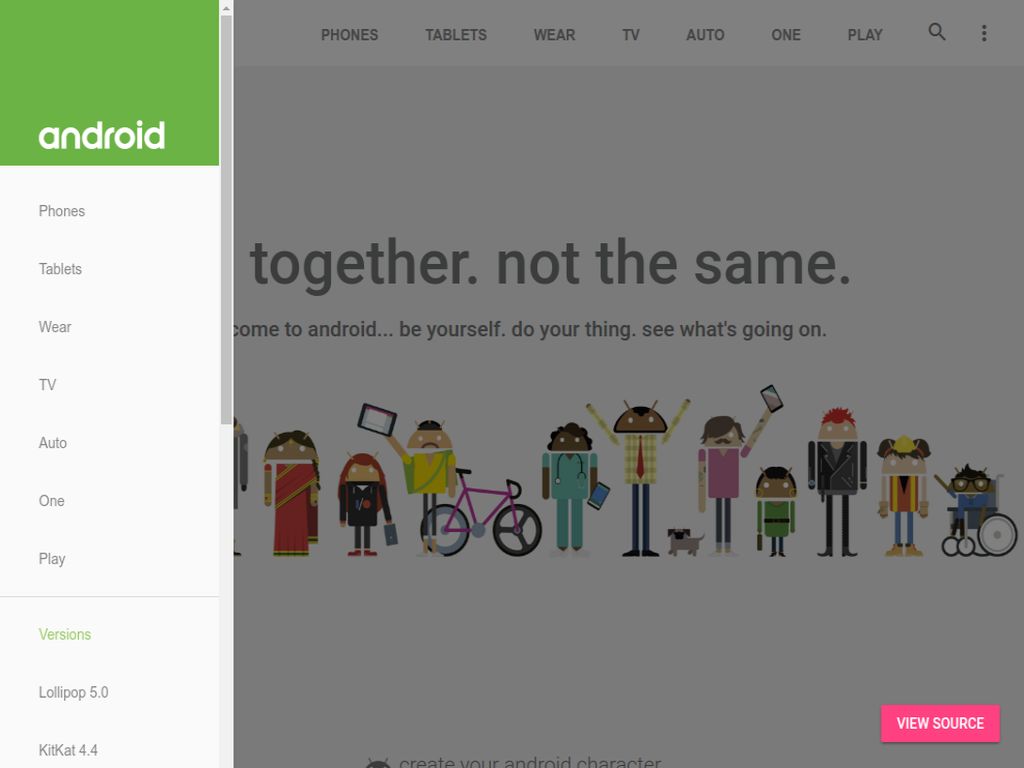 android
Phones
Tablets
Wear
TV
Auto
One
Play
Versions
Lollipop 5.0
KitKat 4.4
PHONES TABLETS WEAR TV AUTO ONE PLAY
together. not the same.
come to android... be yourself. do your thing. see what's going on.
create your android character
VIEW SOURCE